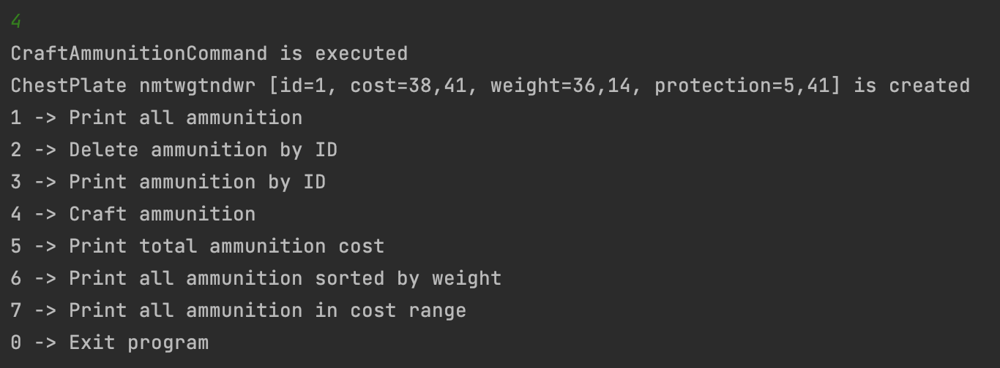 4
CraftAmmunitionCommand is executed
ChestPlate nmtwgtndwr [id=1, cost=38,41, weight=36,14, protection=5,41] is created
1 -> Print all ammunition
2 -> Delete ammunition by ID
3 -> Print ammunition by ID
4 -> Craft ammunition
5 -> Print total ammunition cost
6 -> Print all ammunition sorted by weight
7 -> Print all ammunition in cost range
0 -> Exit program